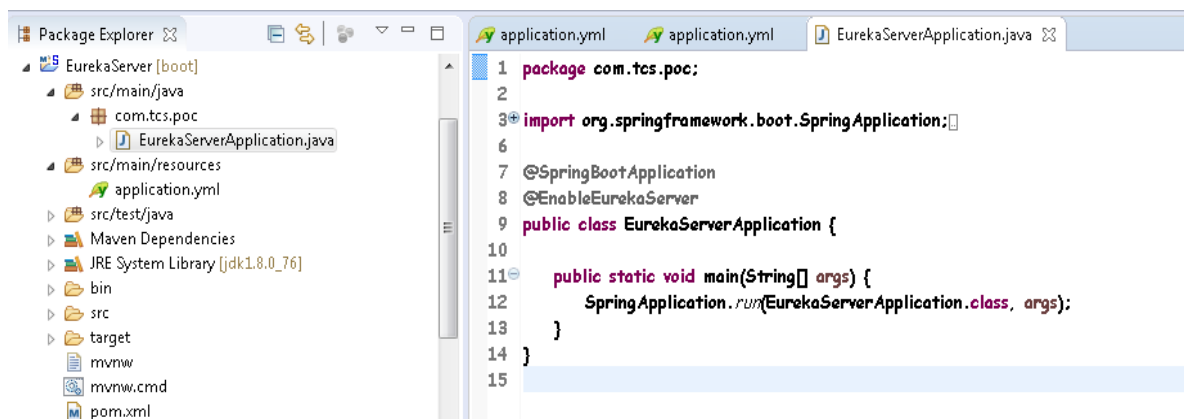 Package Explorer
EurekaServer [boot]
src/main/java
com.tcs.poc
EurekaServerApplication.java
src/main/resources
application.yml
src/test/java
Maven Dependencies
JRE System Library [jdk1.8.0_76]
bin
src
target
mvnw
mvnw.cmd
pom.xml
application.yml
application.yml
EurekaServerApplication.java
1 package com.tcs.poc;
2
3 import org.springframework.boot.SpringApplication;
6
7 @SpringBootApplication
8 @EnableEurekaServer
9 public class EurekaServerApplication {
10
11 public static void main(String[] args) {
12 SpringApplication.run(EurekaServerApplication.class, args);
13 }
14 }
15